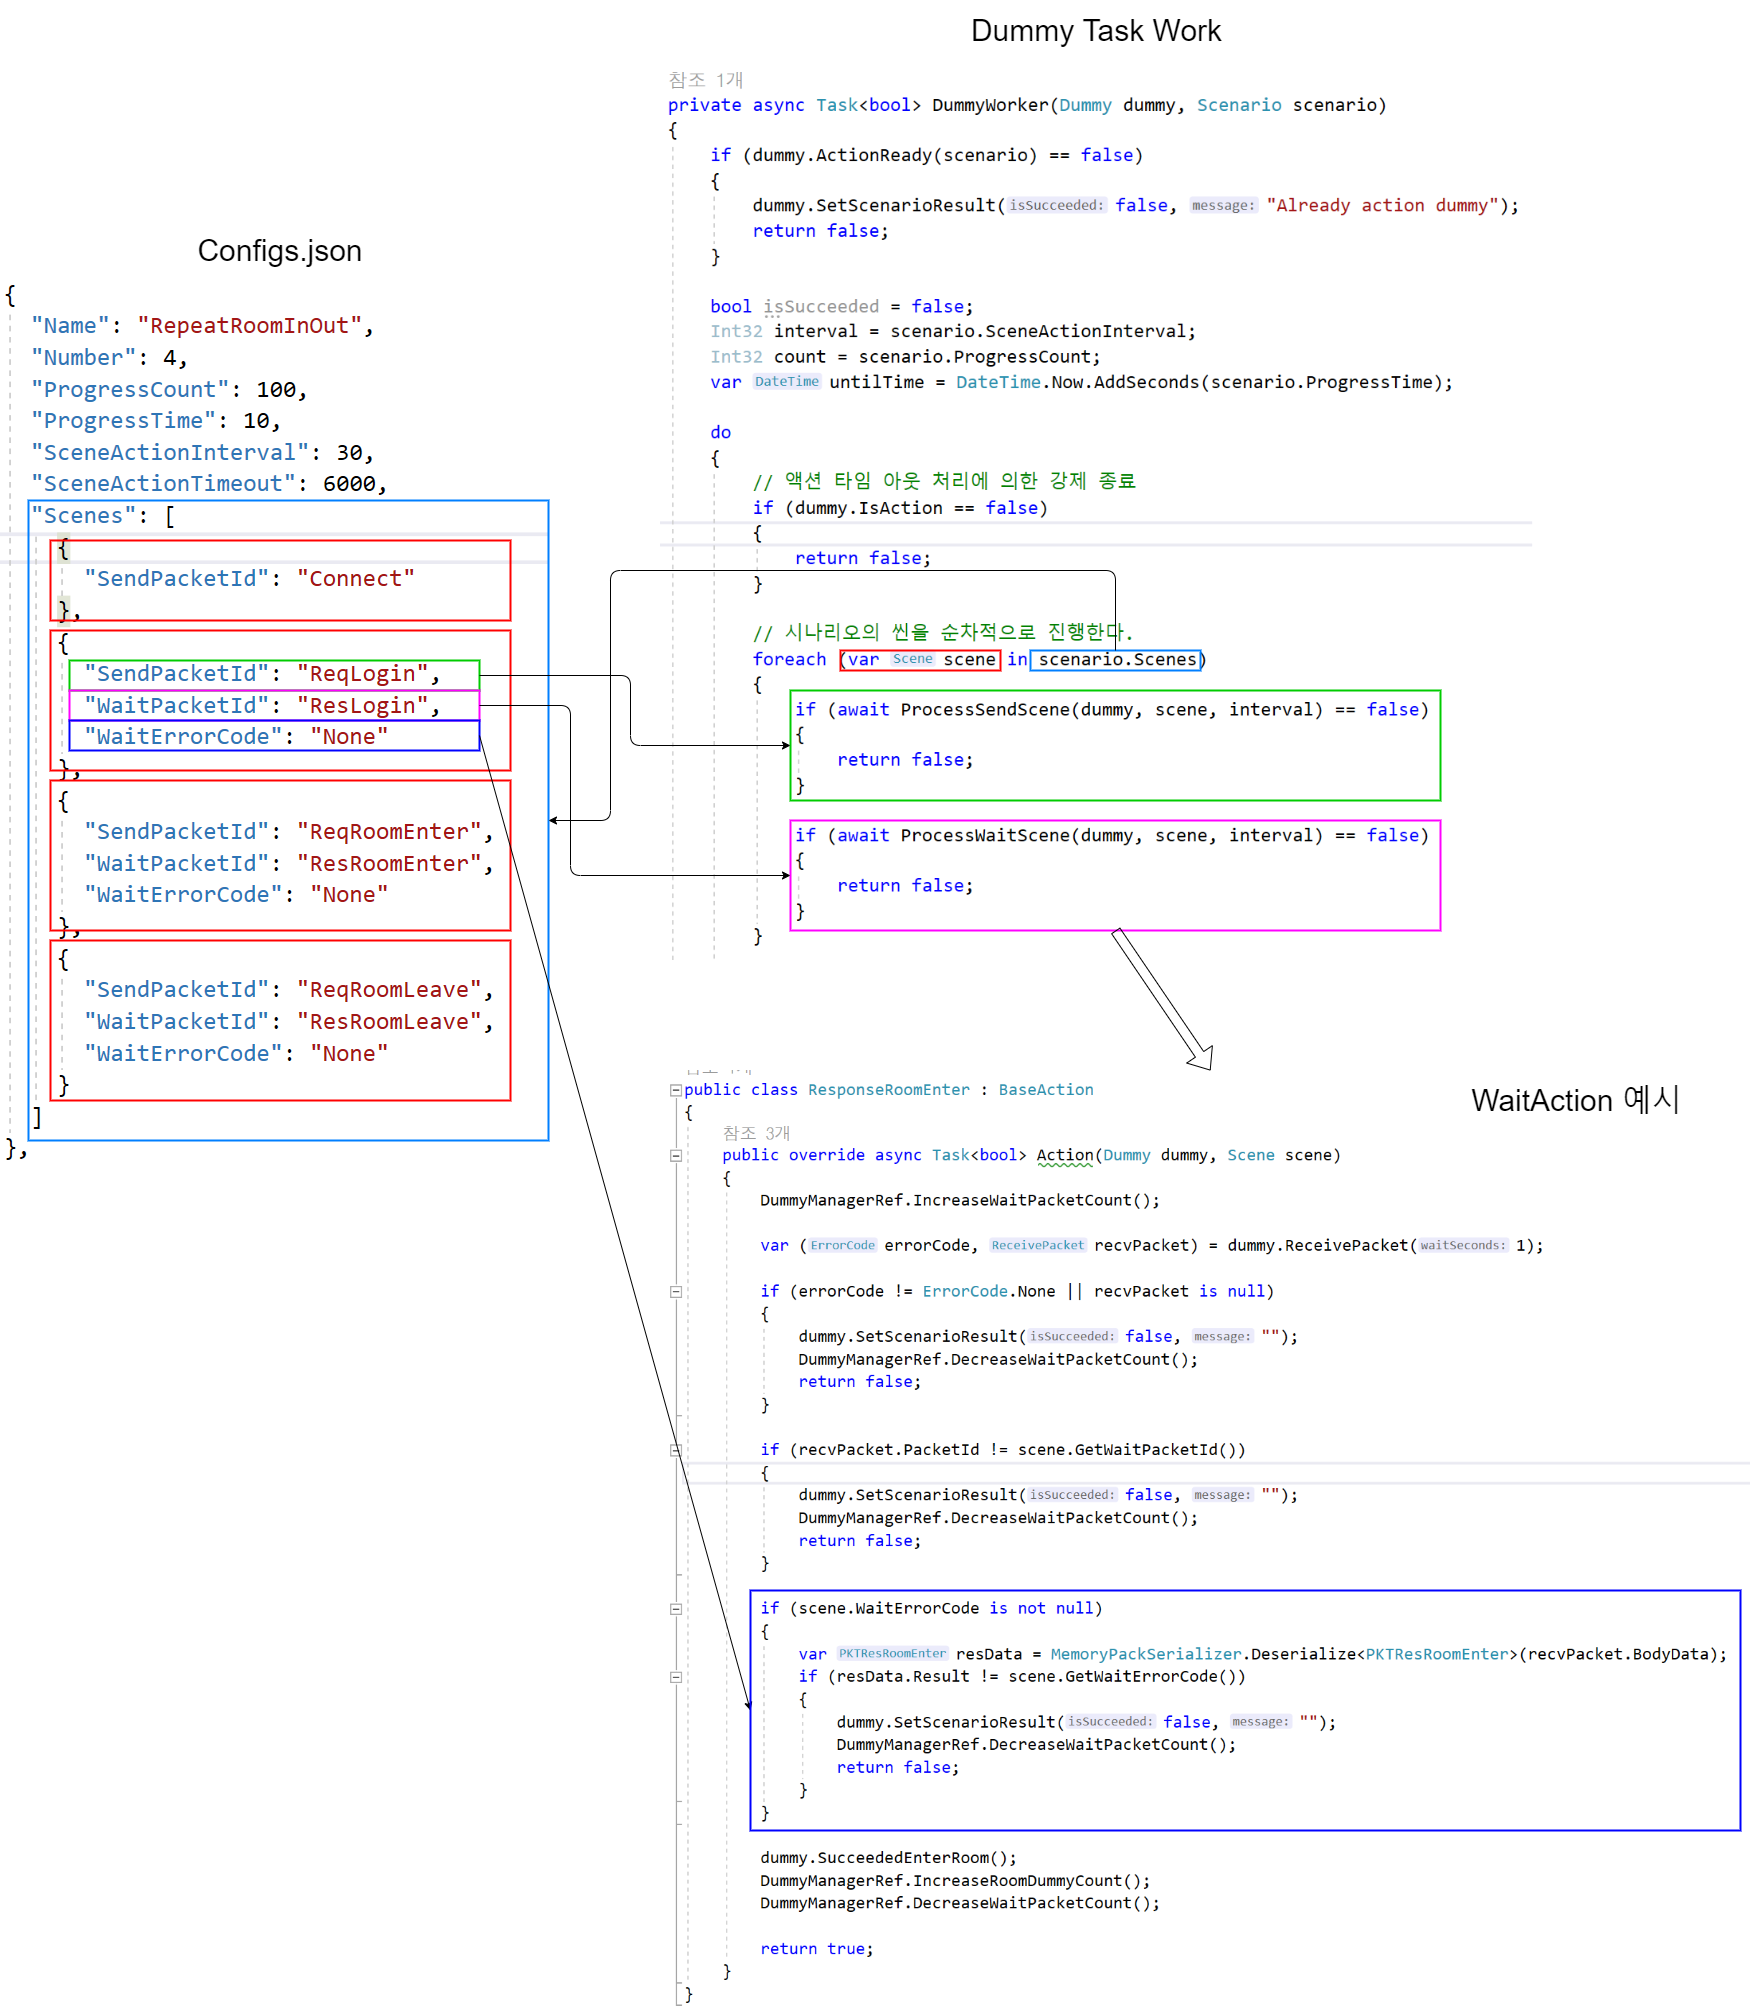 Dummy Task Work
참조 1개
private async Task<bool> DummyWorker(Dummy dummy, Scenario scenario)
{
if (dummy.ActionReady(scenario) == false)
{
dummy.SetScenarioResult(isSucceeded: false, message: "Already action dummy");
return false;
}
bool isSucceeded = false;
Int32 interval = scenario.SceneActionInterval;
Int32 count = scenario.ProgressCount;
var DateTime untilTime = DateTime.Now.AddSeconds(scenario.ProgressTime);
do
{
// 액션 타임 아웃 처리에 의한 강제 종료
if (dummy.IsAction == false)
{
return false;
}
// 시나리오의 씬을 순차적으로 진행한다.
foreach (var Scene scene in scenario.Scenes)
{
if (await ProcessSendScene(dummy, scene, interval) == false)
{
return false;
}
if (await ProcessWaitScene(dummy, scene, interval) == false)
{
return false;
}
}
Configs.json
{
"Name": "RepeatRoomInOut",
"Number": 4,
"ProgressCount": 100,
"ProgressTime": 10,
"SceneActionInterval": 30,
"SceneActionTimeout": 6000,
"Scenes": [
{
"SendPacketId": "Connect"
},
{
"SendPacketId": "ReqLogin",
"WaitPacketId": "ResLogin",
"WaitErrorCode": "None"
},
{
"SendPacketId": "ReqRoomEnter",
"WaitPacketId": "ResRoomEnter",
"WaitErrorCode": "None"
},
{
"SendPacketId": "ReqRoomLeave",
"WaitPacketId": "ResRoomLeave",
"WaitErrorCode": "None"
}
]
},
WaitAction 예시
public class ResponseRoomEnter : BaseAction
{
참조 3개
public override async Task<bool> Action(Dummy dummy, Scene scene)
{
DummyManagerRef.IncreaseWaitPacketCount();
var (ErrorCode errorCode, ReceivePacket recvPacket) = dummy.ReceivePacket(waitSeconds: 1);
if (errorCode != ErrorCode.None || recvPacket is null)
{
dummy.SetScenarioResult(isSucceeded: false, message: "");
DummyManagerRef.DecreaseWaitPacketCount();
return false;
}
if (recvPacket.PacketId != scene.GetWaitPacketId())
{
dummy.SetScenarioResult(isSucceeded: false, message: "");
DummyManagerRef.DecreaseWaitPacketCount();
return false;
}
if (scene.WaitErrorCode is not null)
{
var PKTResRoomEnter resData = MemoryPackSerializer.Deserialize<PKTResRoomEnter>(recvPacket.BodyData);
if (resData.Result != scene.GetWaitErrorCode())
{
dummy.SetScenarioResult(isSucceeded: false, message: "");
DummyManagerRef.DecreaseWaitPacketCount();
return false;
}
}
dummy.SucceededEnterRoom();
DummyManagerRef.IncreaseRoomDummyCount();
DummyManagerRef.DecreaseWaitPacketCount();
return true;
}
}